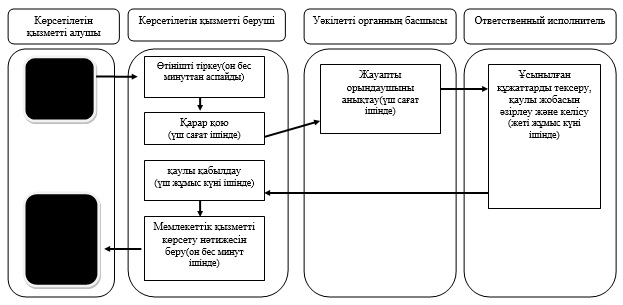 Көрсетілетін
қызметті алушы
Көрсетілетін қызметті беруші
Уәкілетті органның басшысы
Ответственный исполнитель
Өтінішті тіркеу(он бес
минуттан аспайды)
Қарар қою
(үш сағат ішінде)
Жауапты
орындаушыны
анықтау(үш сағат
ішінде)
Ұсынылған
құжаттарды тексеру,
қаулы жобасын
әзірлеу және келісу
(жеті жұмыс күні
ішінде)
қаулы қабылдау
(үш жұмыс күні ішінде)
Мемлекеттік қызметті
көрсету нәтижесін
беру(он бес минут
ішінде)